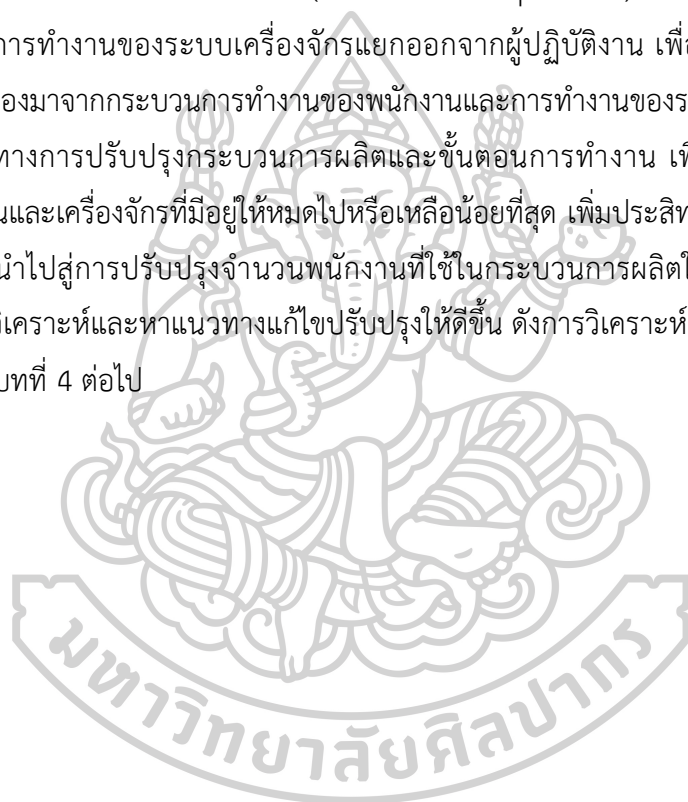 การทำงานของระบบเครื่องจักรแยกออกจากผู้ปฏิบัติงาน
องมาจากกระบวนการทำงานของพนักงานและการทำงานของ
ทางการปรับปรุงกระบวนการผลิตและขั้นตอนการทำงาน
นและเครื่องจักรที่มีอยู่ให้หมดไปหรือเหลือน้อยที่สุด เพิ่มประสิท
นำไปสู่การปรับปรุงจำนวนพนักงานที่ใช้ในกระบวนการผลิต
วิเคราะห์และหาแนวทางแก้ไขปรับปรุงให้ดีขึ้น ดังการวิเคราะห์
บทที่ 4 ต่อไป
มหาวิทยาลัยศิลปากร